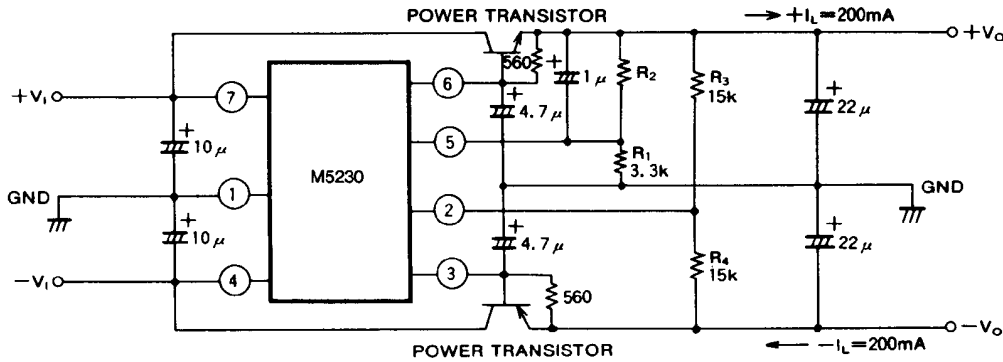 POWER TRANSISTOR
+IL=200mA
+VO
560
+
1μ
R2
R3
15k
6
7
+VI
+
4.7μ
+
22μ
+
10μ
5
R1
3.3k
M5230
GND
1
GND
2
+
10μ
+
4.7μ
+
22μ
R4
15k
3
4
-VI
560
-VO
-IL=200mA
POWER TRANSISTOR